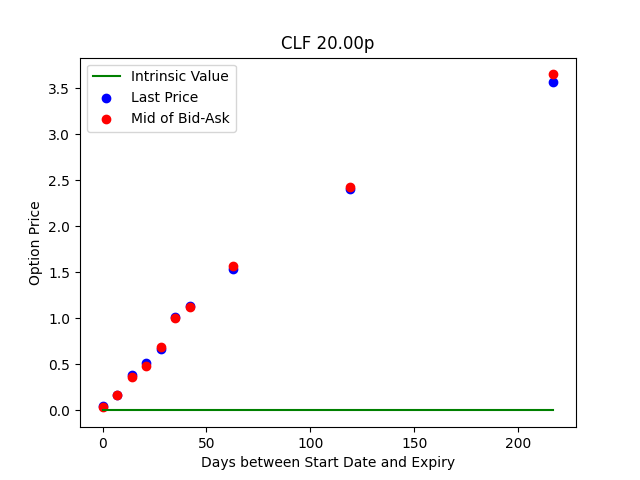 CLF 20.00p
Intrinsic Value
Last Price
Mid of Bid-Ask
Option Price
3.5
3.0
2.5
2.0
1.5
1.0
0.5
0.0
0 50 100 150 200
Days between Start Date and Expiry